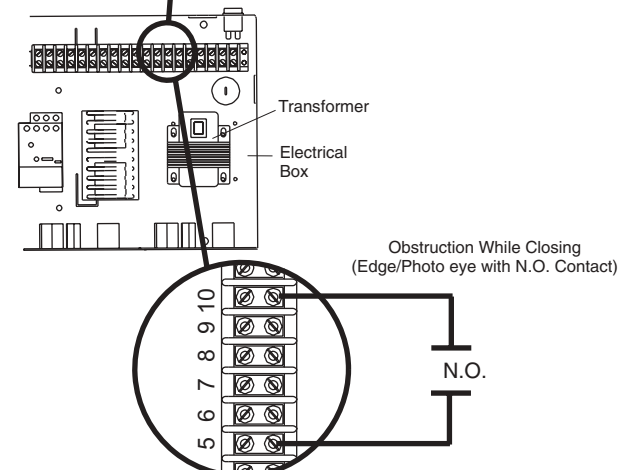 Transformer
Electrical
Box
Obstruction While Closing
(Edge/Photo eye with N.O. Contact)
10
9
8
7
6
5
N.O.